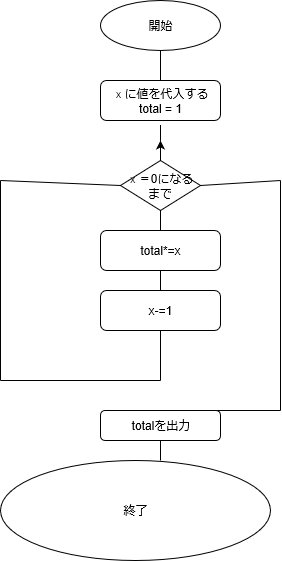 開始
x に値を代入する
total = 1
x =0になる
まで
total*=x
x-=1
totalを出力
終了